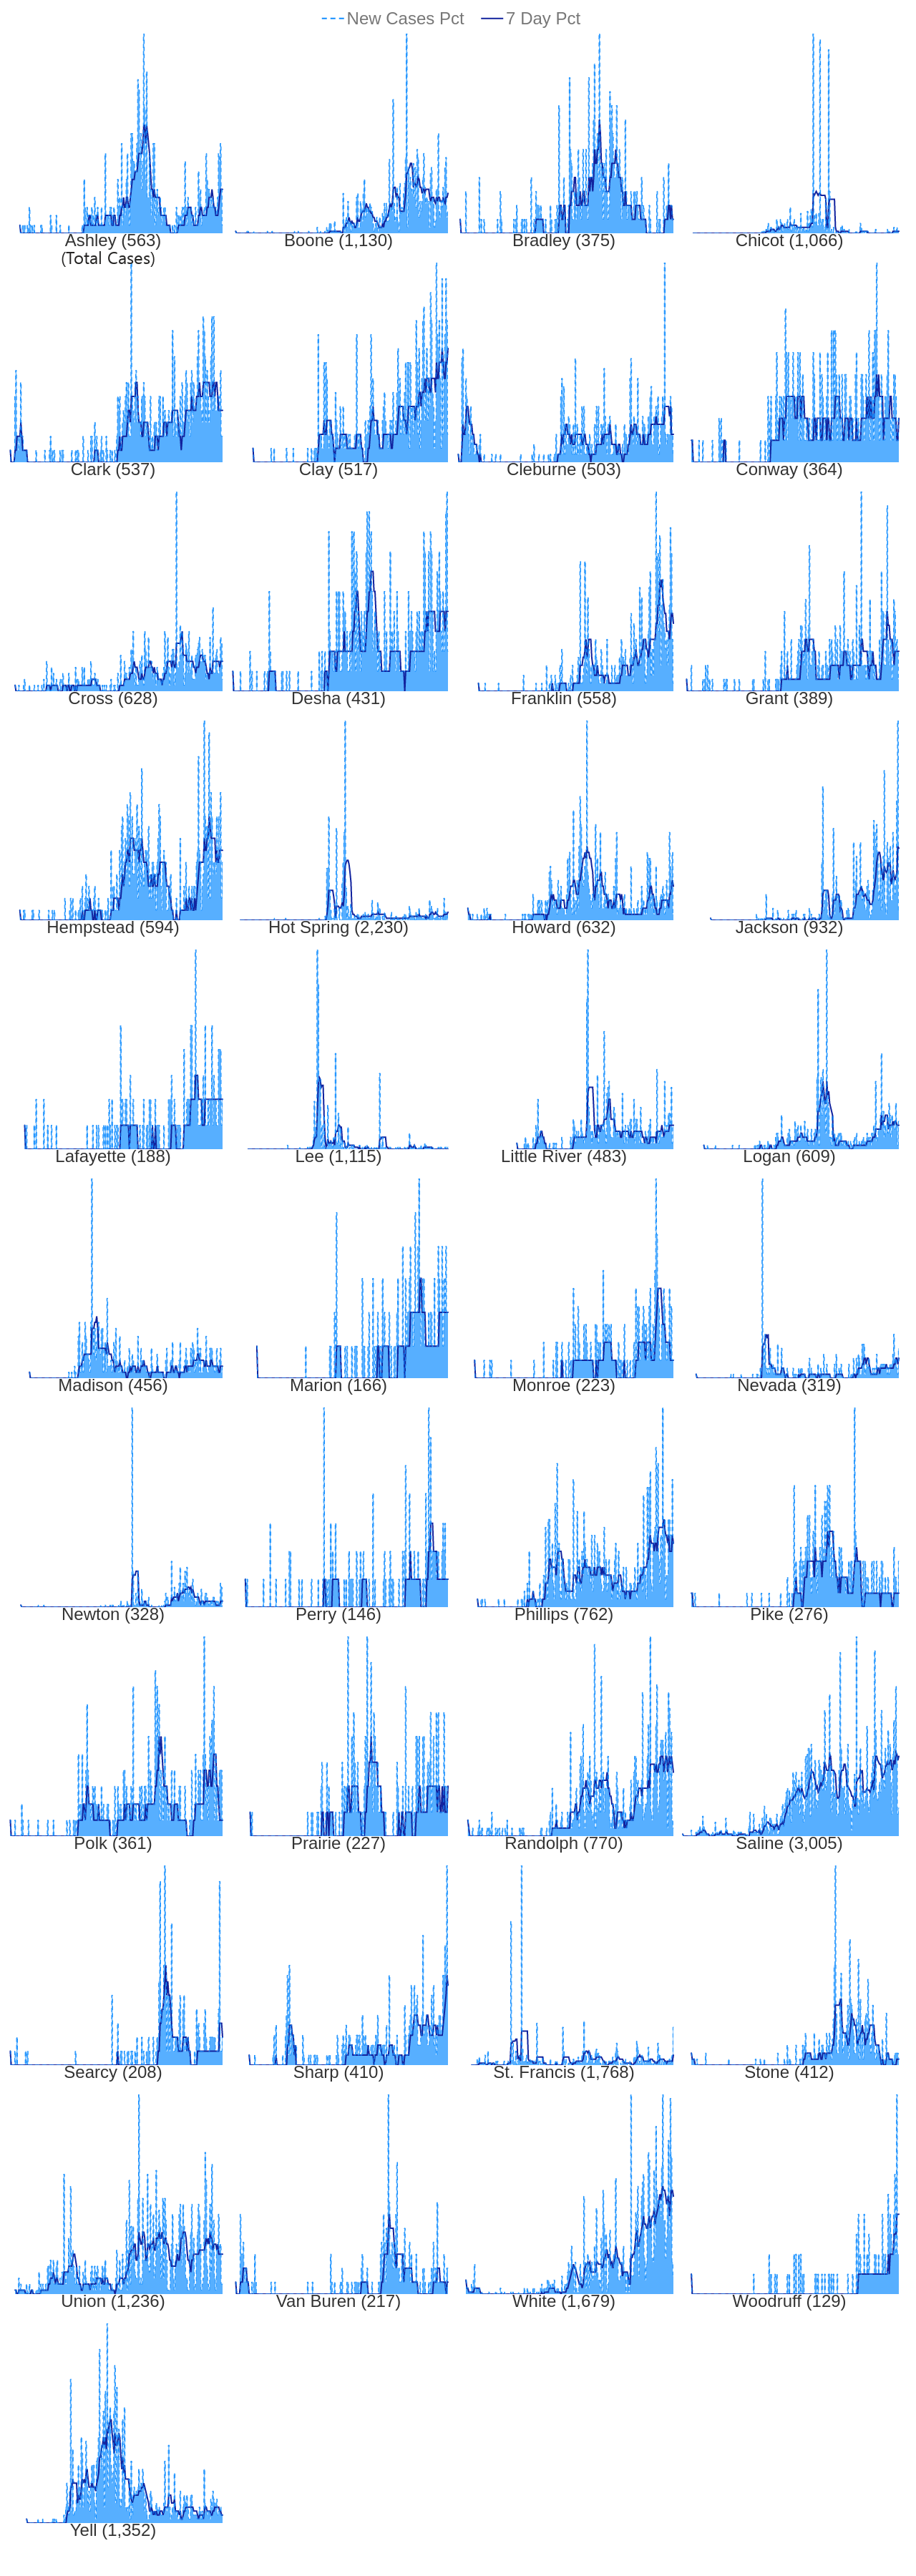 New Cases Pct 7 Day Pct
Ashley (563) Boone (1,130) Bradley (375) Chicot (1,066)
(Total Cases)
Clark (537) Clay (517) Cleburne (503) Conway (364)
Cross (628) Desha (431) Franklin (558) Grant (389)
Hempstead (594) Hot Spring (2,230) Howard (632) Jackson (932)
Lafayette (188) Lee (1,115) Little River (483) Logan (609)
Madison (456) Marion (166) Monroe (223) Nevada (319)
Newton (328) Perry (146) Phillips (762) Pike (276)
Polk (361) Prairie (227) Randolph (770) Saline (3,005)
Searcy (208) Sharp (410) St. Francis (1,768) Stone (412)
Union (1,236) Van Buren (217) White (1,679) Woodruff (129)
Yell (1,352)